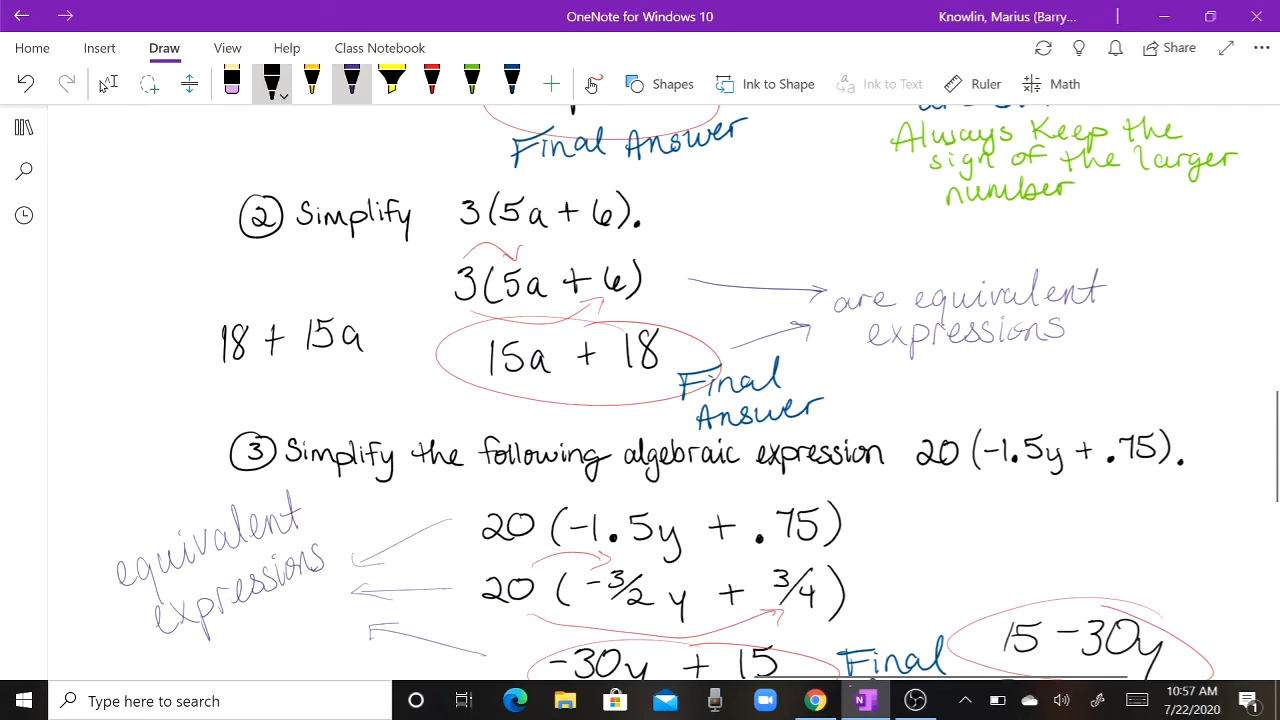 OneNote for Windows 10
Knowlin, Marius (Barry...
Home Insert Draw View Help Class Notebook
Share
Shapes Ink to Shape Ink to Text Ruler Math
Final Answer
Always Keep the
sign of the larger
number
② Simplify 3(5a + 6).
3(5a + 6)
are equivalent
expressions
18 + 15a
15a + 18
Final
Answer
③ Simplify the following algebraic expression 20(-1.5y + .75).
equivalent
expressions
20(-1.5y + .75)
20(-3/2y + 3/4)
-30y + 15
Final
15 - 30y
Type here to search
10:57 AM
7/22/2020